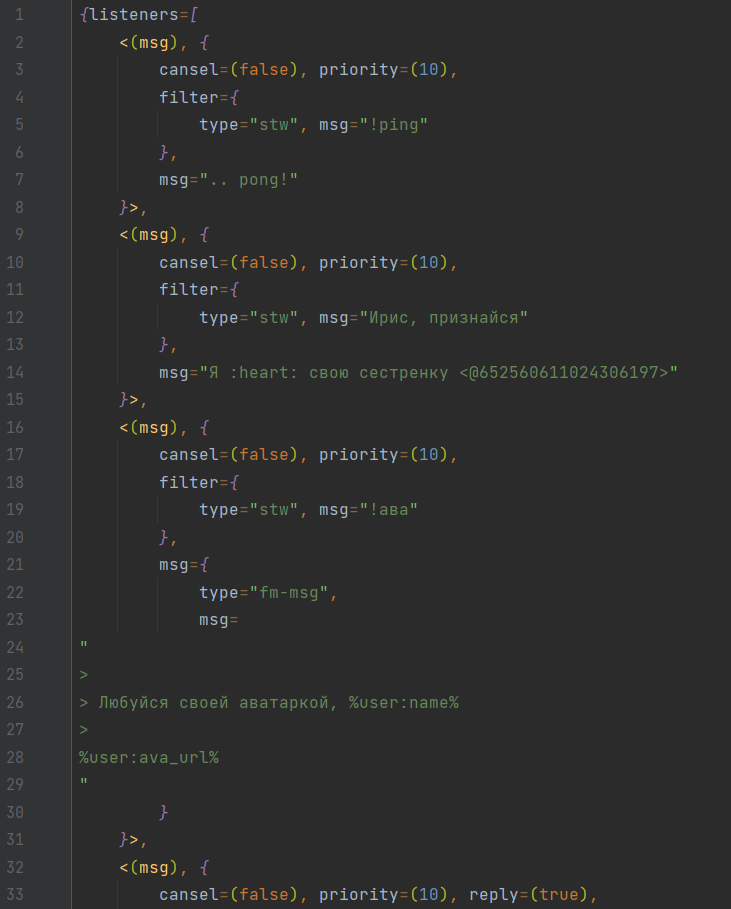 1 {listeners=[
2 <(msg), {
3 cansel=(false), priority=(10),
4 filter={
5 type="stw", msg="!ping"
6 },
7 msg=".. pong!"
8 }>,
9 <(msg), {
10 cansel=(false), priority=(10),
11 filter={
12 type="stw", msg="Ирис, признайся"
13 },
14 msg="Я :heart: свою сестренку <@652560611024306197>"
15 }>,
16 <(msg), {
17 cansel=(false), priority=(10),
18 filter={
19 type="stw", msg="!ава"
20 },
21 msg={
22 type="fm-msg",
23 msg=
24 "
25 >
26 > Любуйся своей аватаркой, %user:name%
27 >
28 %user:ava_url%
29 "
30 }
31 }>,
32 <(msg), {
33 cansel=(false), priority=(10), reply=(true),